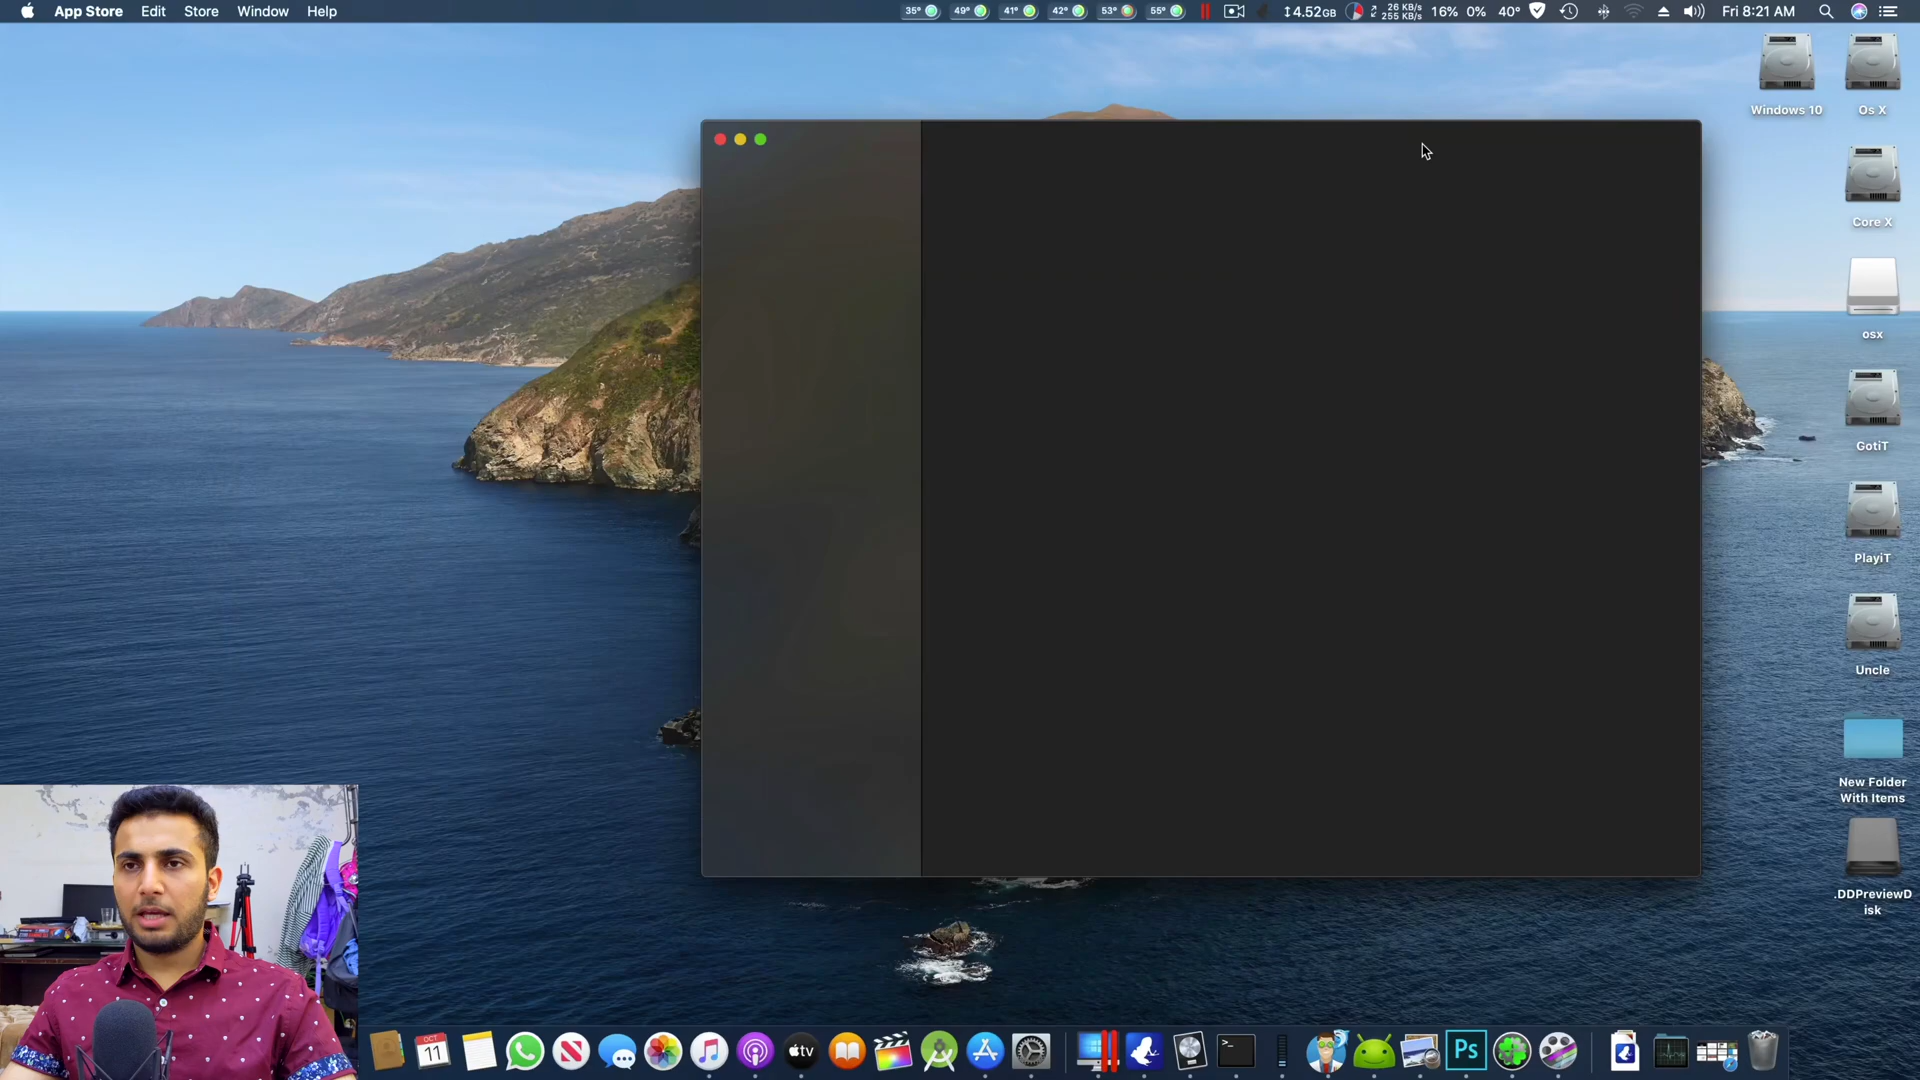 App Store Edit Store Window Help
35° 49° 41° 42° 53° 55° 4.52GB 26 KB/s 255 KB/s 16% 0% 40° Fri 8:21 AM
Windows 10
Os X
Core X
osx
GotiT
PlayiT
Uncle
New Folder
With Items
.DDPreviewD
isk
OCT
11
tv
>_
Ps